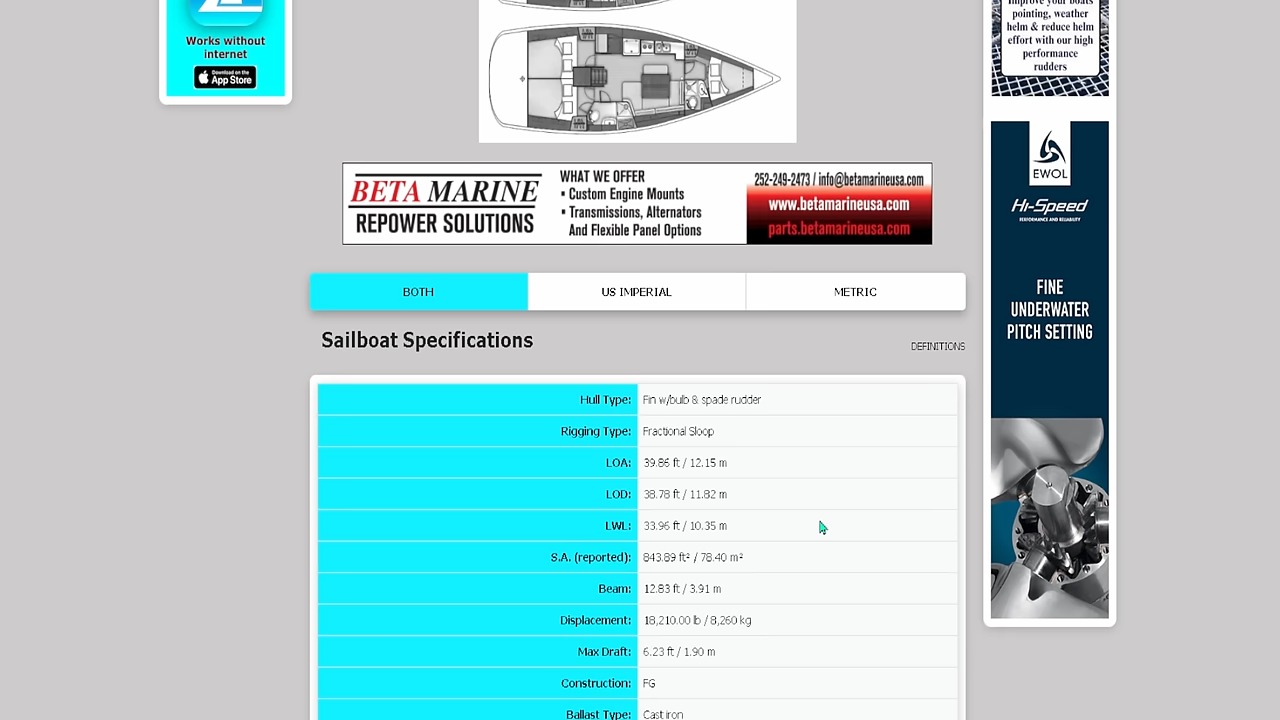 Works without
internet
Download on the
App Store
Improve your boats
pointing, weather
helm & reduce helm
effort with our high
performance
rudders
BETA MARINE
REPOWER SOLUTIONS
WHAT WE OFFER
• Custom Engine Mounts
• Transmissions, Alternators
And Flexible Panel Options
252-249-2473 / info@betamarineusa.com
www.betamarineusa.com
parts.betamarineusa.com
EWOL
Hi-Speed
PERFORMANCE AND RELIABILITY
FINE
UNDERWATER
PITCH SETTING
BOTH US IMPERIAL METRIC
Sailboat Specifications
DEFINITIONS
Hull Type: Fin w/bulb & spade rudder
Rigging Type: Fractional Sloop
LOA: 39.86 ft / 12.15 m
LOD: 38.78 ft / 11.82 m
LWL: 33.96 ft / 10.35 m
S.A. (reported): 843.89 ft² / 78.40 m²
Beam: 12.83 ft / 3.91 m
Displacement: 18,210.00 lb / 8,260 kg
Max Draft: 6.23 ft / 1.90 m
Construction: FG
Ballast Type: Cast iron